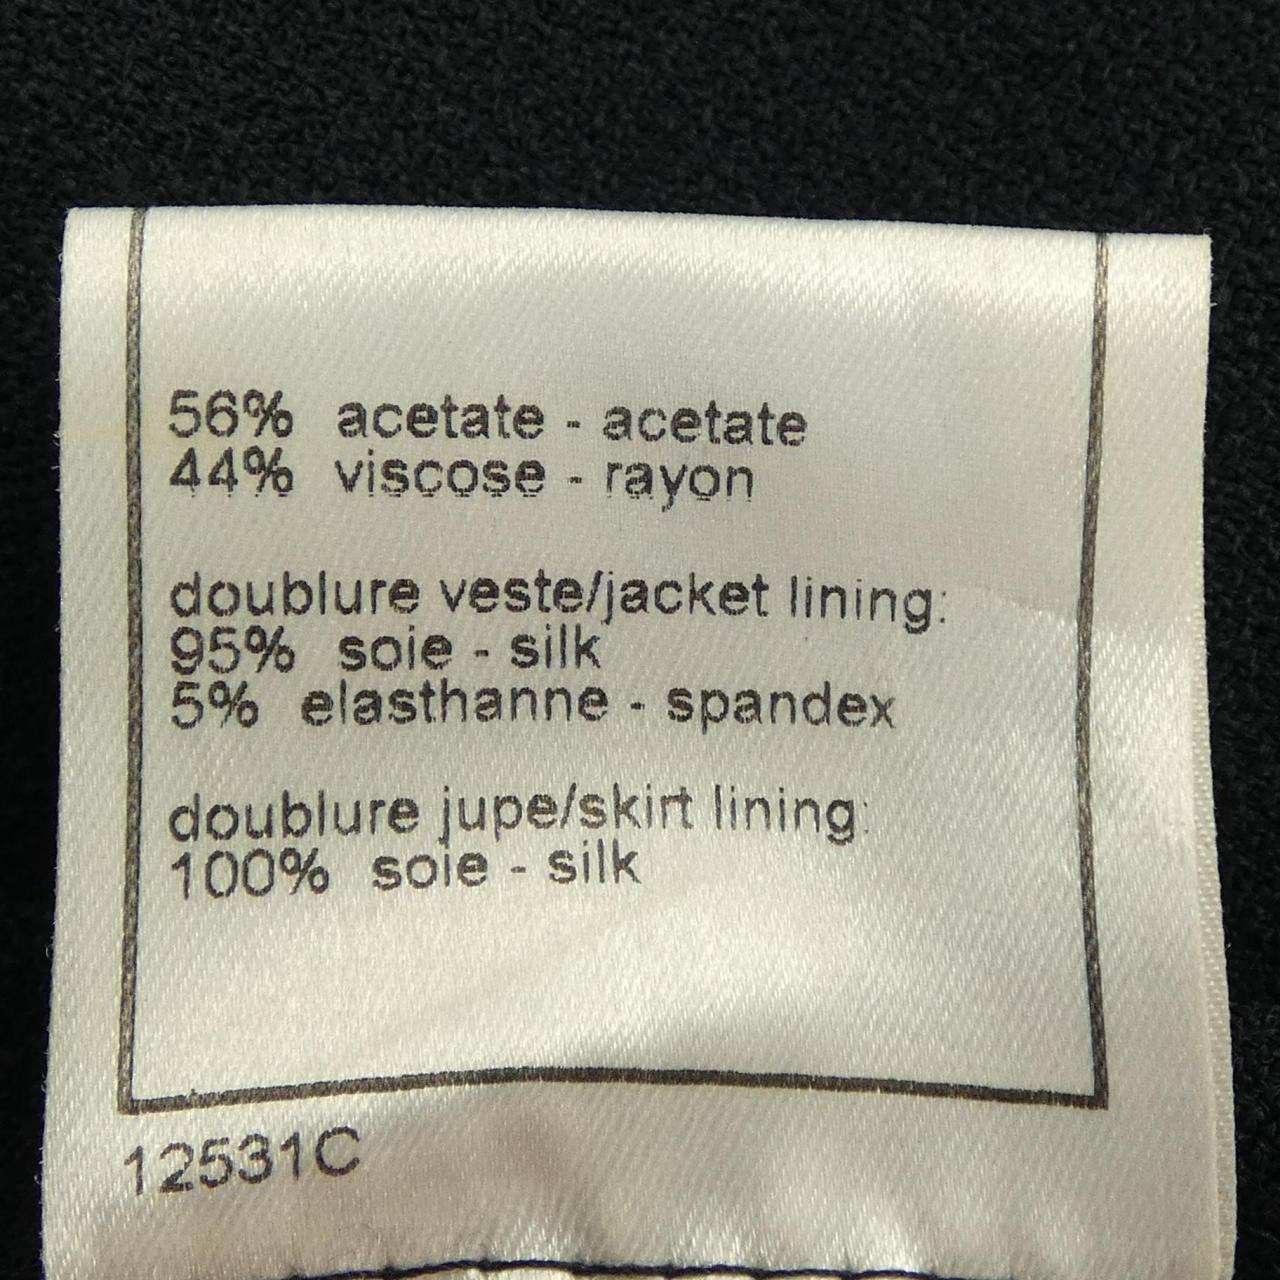 56% acetate - acetate
44% viscose - rayon
doublure veste/jacket lining:
95% soie - silk
5% elasthanne - spandex
doublure jupe/skirt lining:
100% soie - silk
12531C